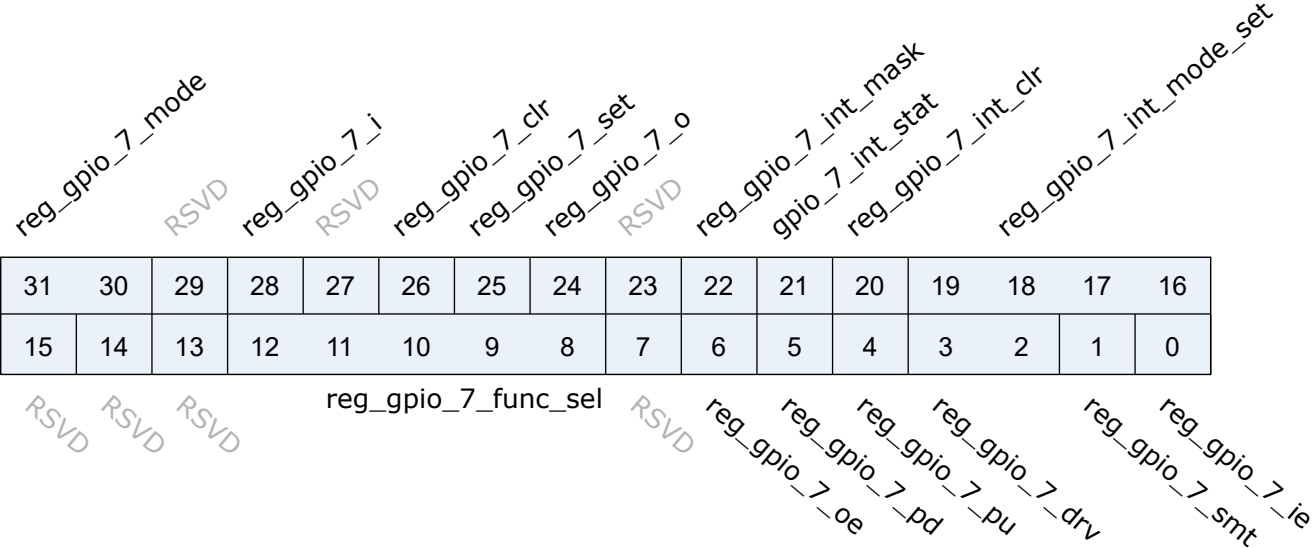 reg_gpio_7_mode
RSVD
reg_gpio_7_i
RSVD
reg_gpio_7_clr
reg_gpio_7_set
reg_gpio_7_o
RSVD
reg_gpio_7_int_mask
gpio_7_int_stat
reg_gpio_7_int_clr
reg_gpio_7_int_mode_set
31 30 29 28 27 26 25 24 23 22 21 20 19 18 17 16
15 14 13 12 11 10 9 8 7 6 5 4 3 2 1 0
RSVD
RSVD
RSVD
reg_gpio_7_func_sel
RSVD
reg_gpio_7_oe
reg_gpio_7_pd
reg_gpio_7_pu
reg_gpio_7_drv
reg_gpio_7_smt
reg_gpio_7_ie